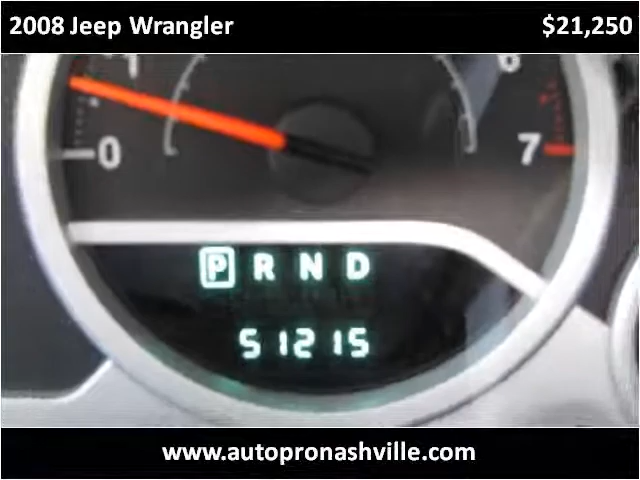 2008 Jeep Wrangler $21,250
1 6
0 7
P R N D
51215
www.autopronashville.com